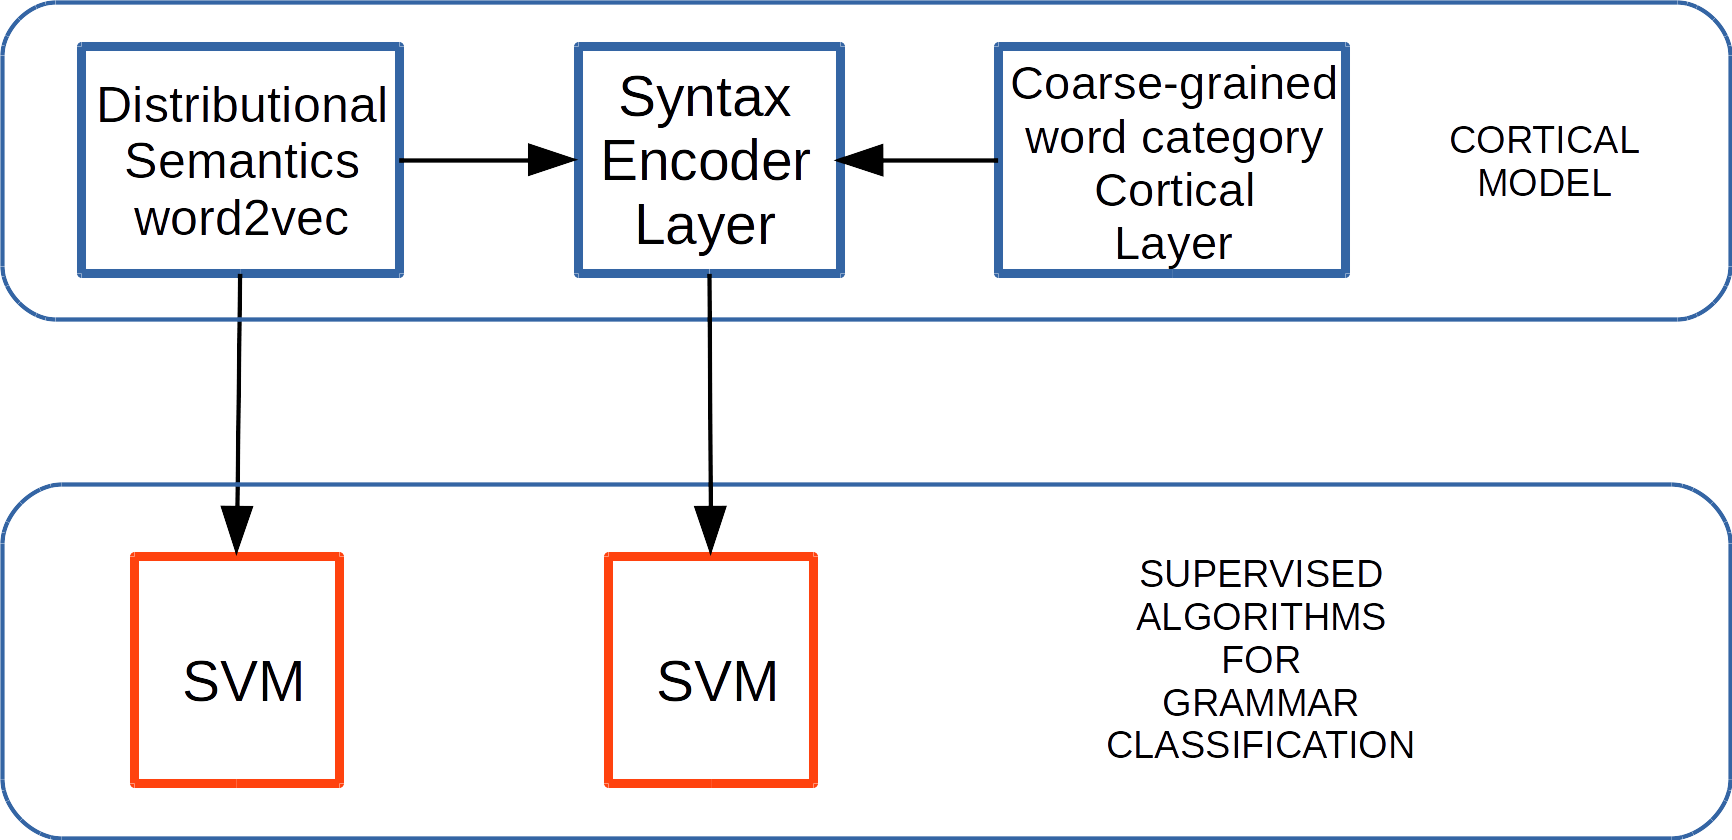 Distributional
Semantics
word2vec
Syntax
Encoder
Layer
Coarse-grained
word category
Cortical
Layer
CORTICAL
MODEL
SVM
SVM
SUPERVISED
ALGORITHMS
FOR
GRAMMAR
CLASSIFICATION